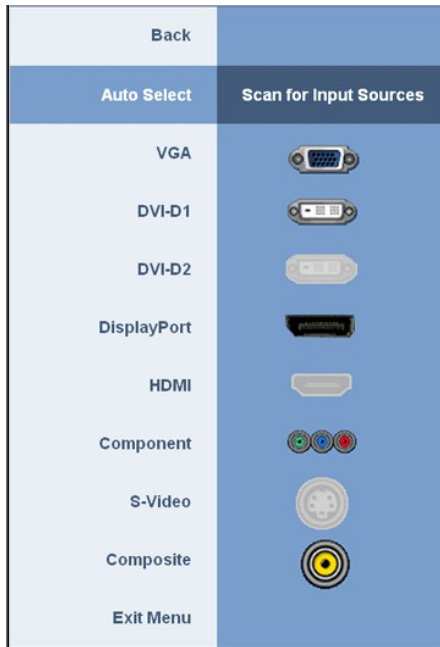 Back
Auto Select Scan for Input Sources
VGA
DVI-D1
DVI-D2
DisplayPort
HDMI
Component
S-Video
Composite
Exit Menu